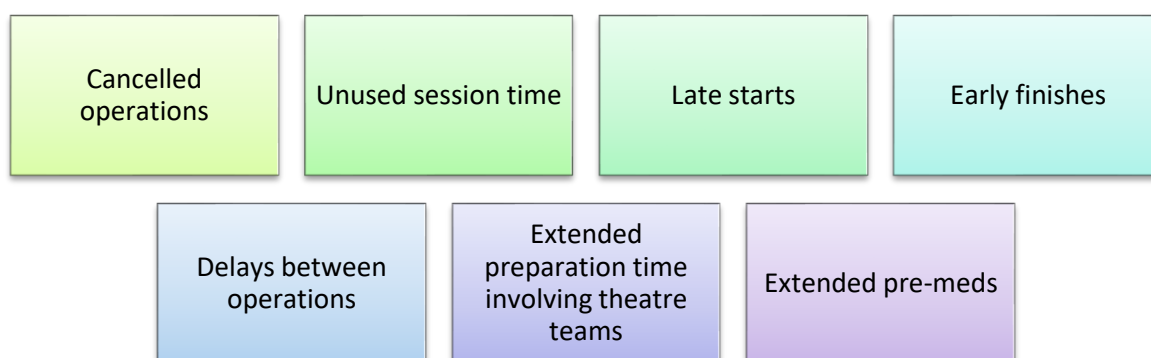 Cancelled
operations
Unused session time
Late starts
Early finishes
Delays between
operations
Extended
preparation time
involving theatre
teams
Extended pre-meds